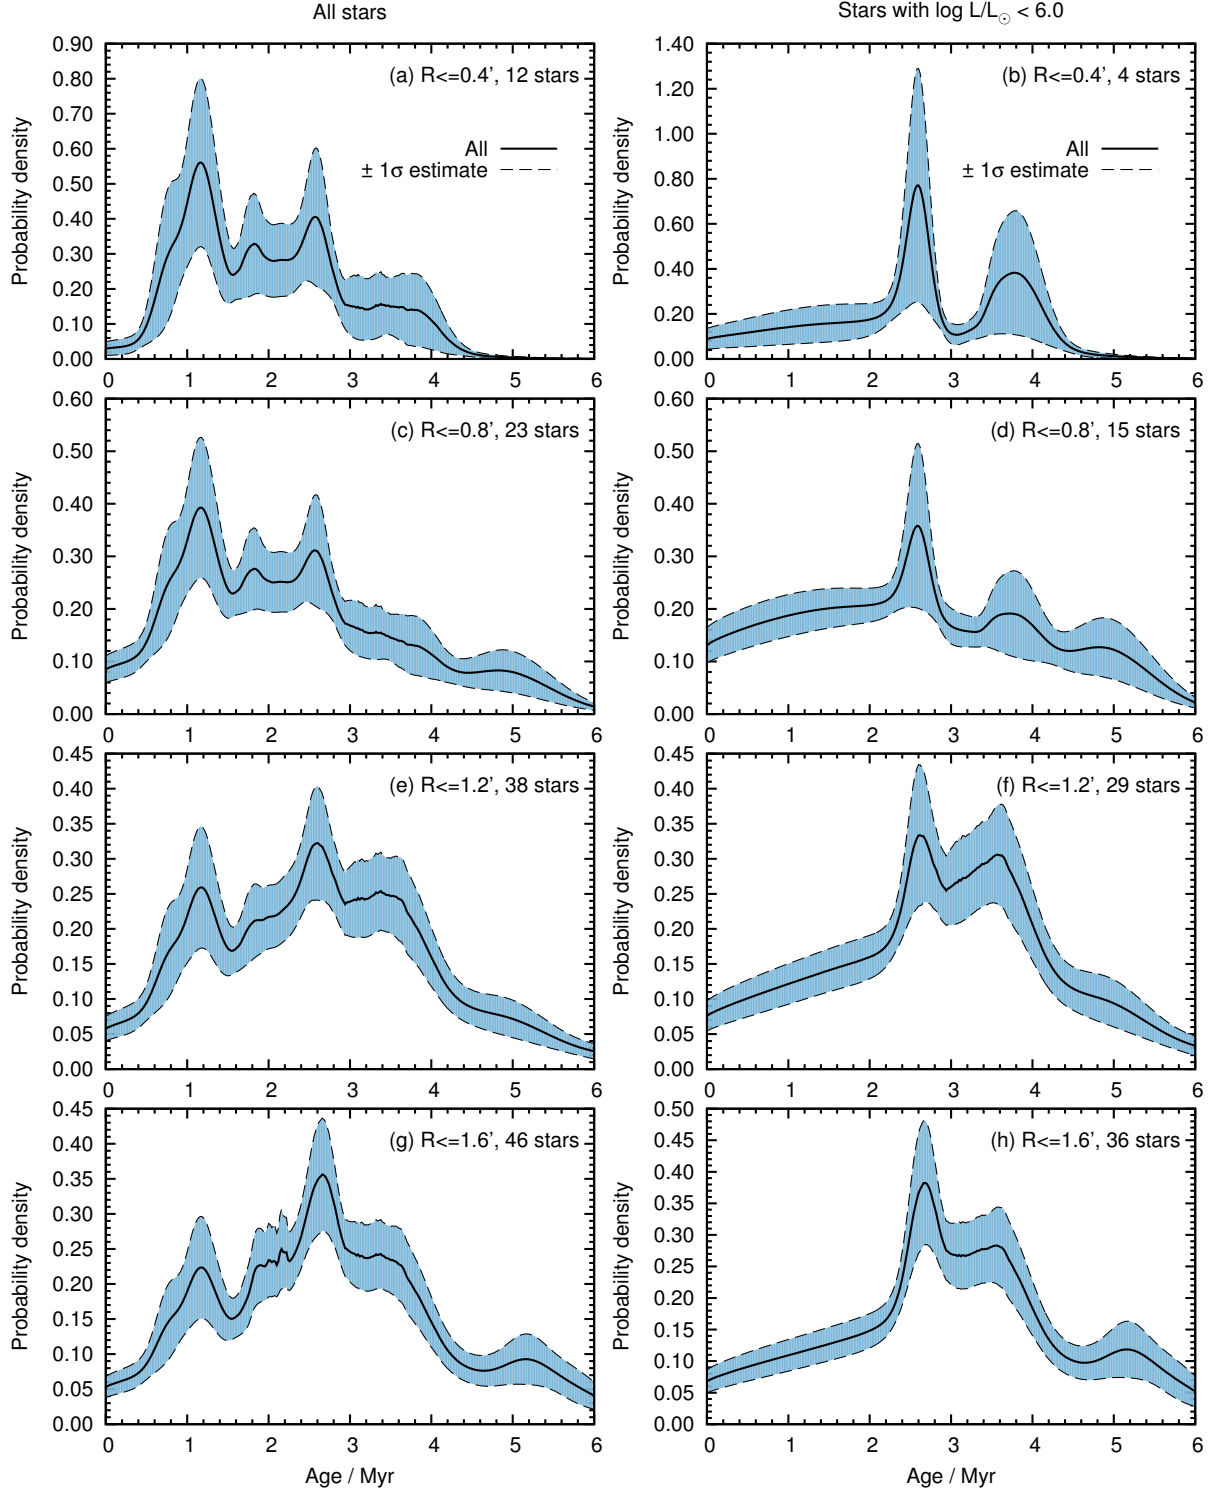 All stars
Stars with log L/L☉ < 6.0
(a) R<=0.4', 12 stars
All
± 1σ estimate
Probability density
0.90
0.80
0.70
0.60
0.50
0.40
0.30
0.20
0.10
0.00
0 1 2 3 4 5 6
(b) R<=0.4', 4 stars
All
± 1σ estimate
Probability density
1.40
1.20
1.00
0.80
0.60
0.40
0.20
0.00
0 1 2 3 4 5 6
(c) R<=0.8', 23 stars
Probability density
0.60
0.50
0.40
0.30
0.20
0.10
0.00
0 1 2 3 4 5 6
(d) R<=0.8', 15 stars
Probability density
0.60
0.50
0.40
0.30
0.20
0.10
0.00
0 1 2 3 4 5 6
(e) R<=1.2', 38 stars
Probability density
0.45
0.40
0.35
0.30
0.25
0.20
0.15
0.10
0.05
0.00
0 1 2 3 4 5 6
(f) R<=1.2', 29 stars
Probability density
0.45
0.40
0.35
0.30
0.25
0.20
0.15
0.10
0.05
0.00
0 1 2 3 4 5 6
(g) R<=1.6', 46 stars
Probability density
0.45
0.40
0.35
0.30
0.25
0.20
0.15
0.10
0.05
0.00
0 1 2 3 4 5 6
Age / Myr
(h) R<=1.6', 36 stars
Probability density
0.50
0.45
0.40
0.35
0.30
0.25
0.20
0.15
0.10
0.05
0.00
0 1 2 3 4 5 6
Age / Myr